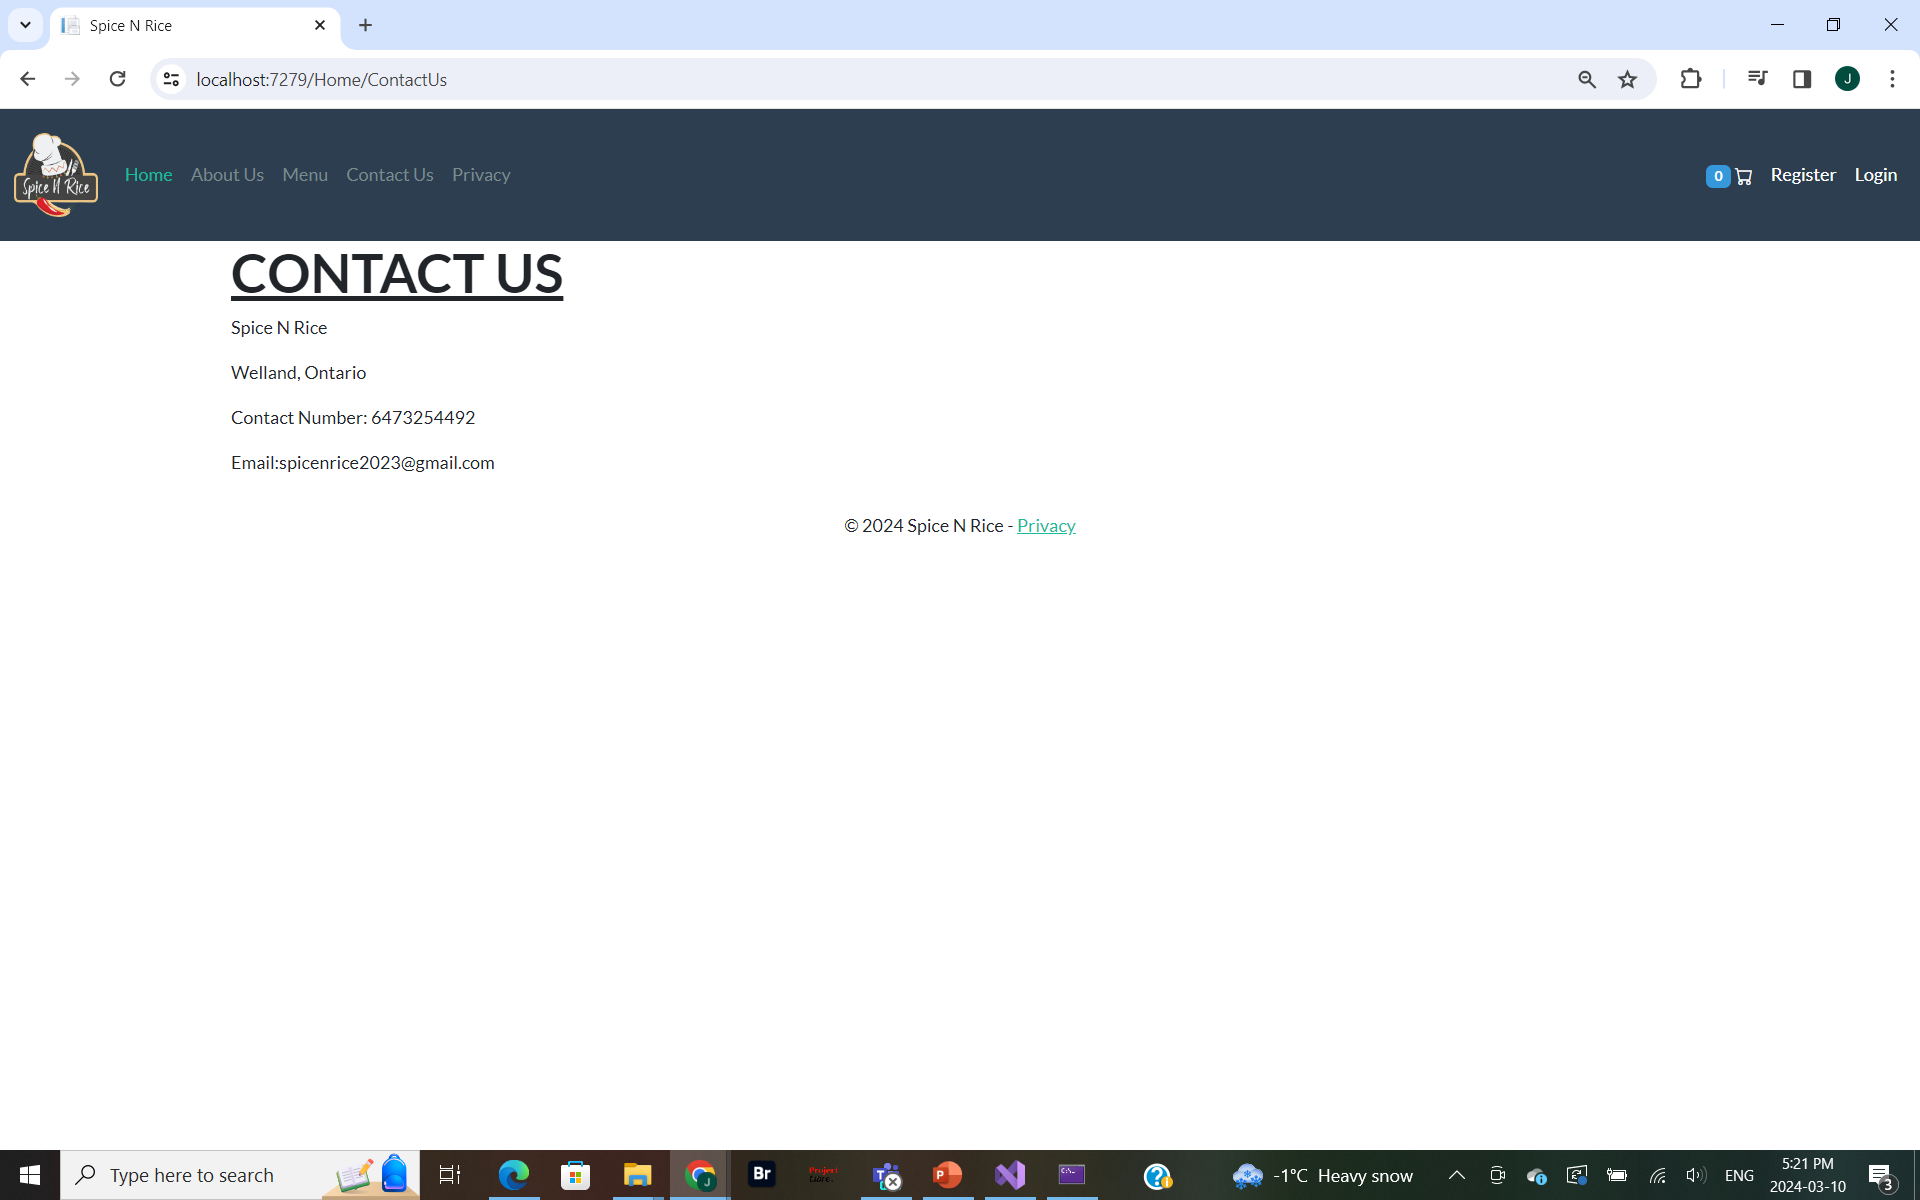 Spice N Rice
localhost:7279/Home/ContactUs
J
Spice N Rice
Home About Us Menu Contact Us Privacy
0 Register Login
CONTACT US
Spice N Rice
Welland, Ontario
Contact Number: 6473254492
Email:spicenrice2023@gmail.com
© 2024 Spice N Rice - Privacy
Type here to search
J
Br
Project
Libre
T
P
C:\.
-1°C Heavy snow
ENG
5:21 PM
2024-03-10
3